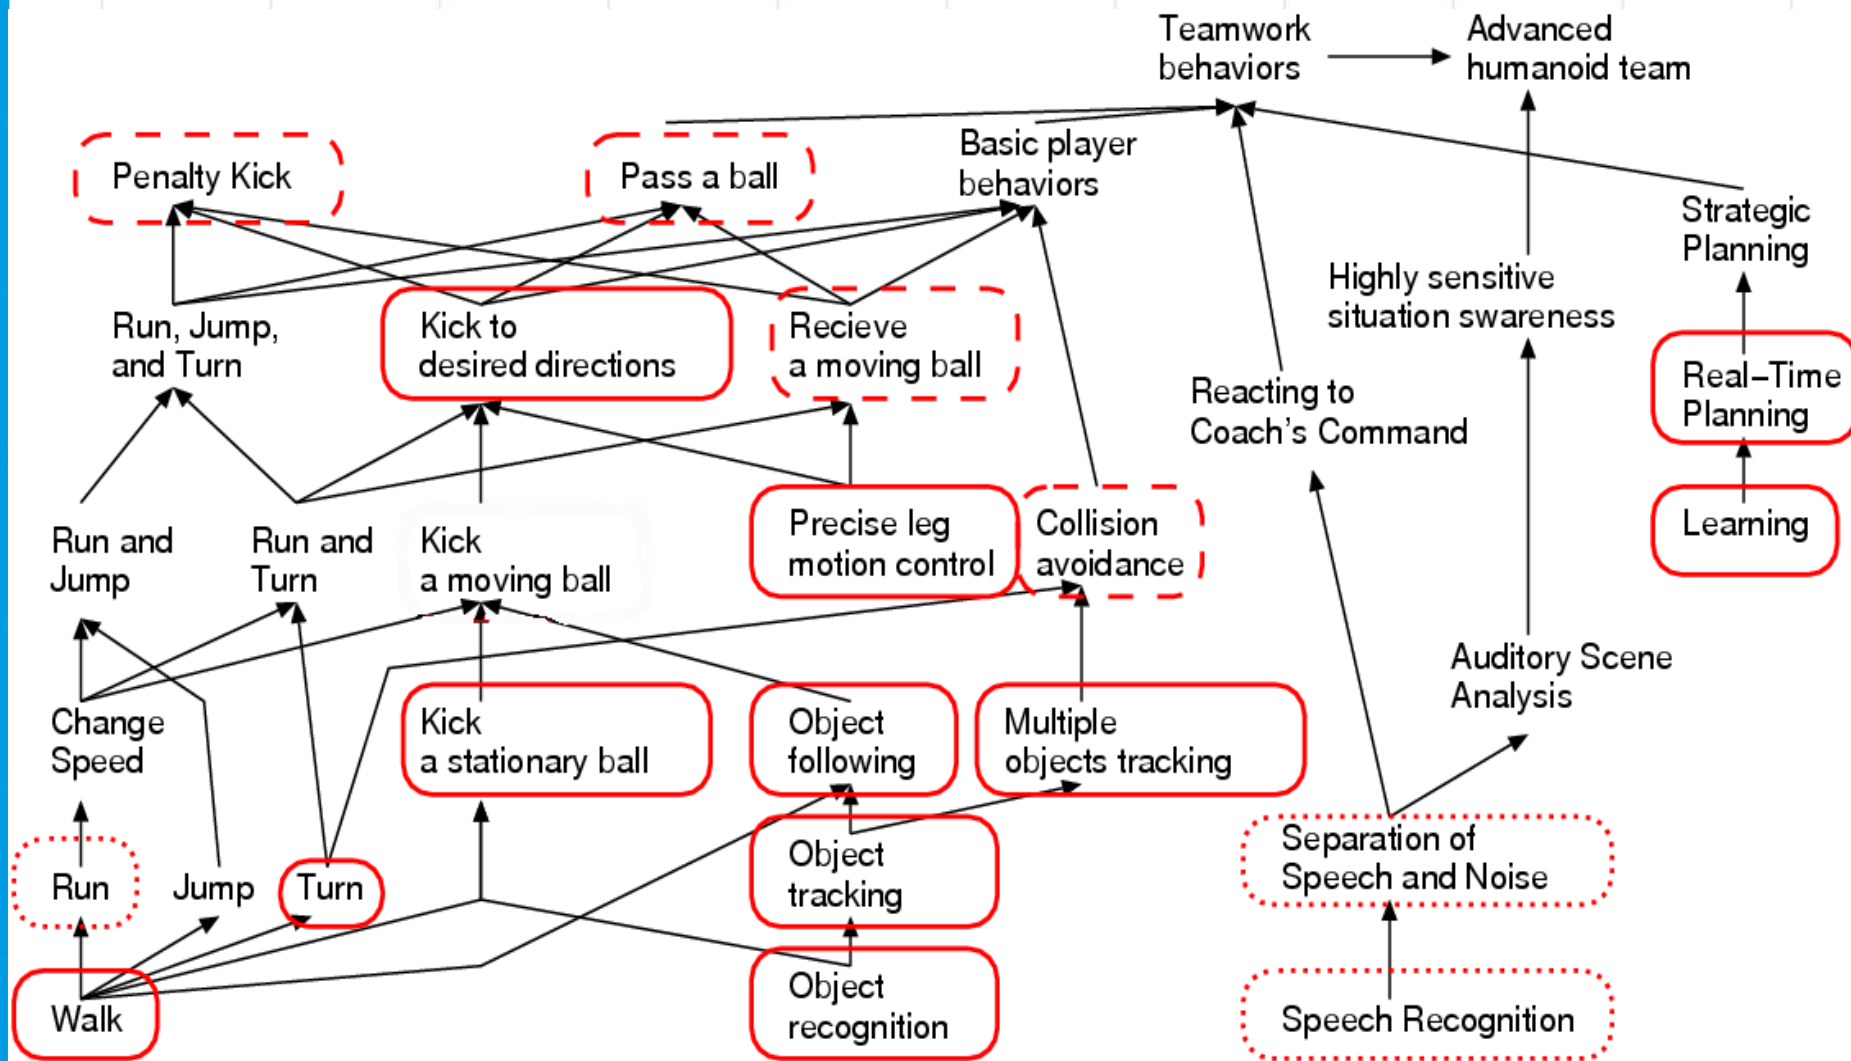 Teamwork
behaviors
Advanced
humanoid team
Penalty Kick
Pass a ball
Basic player
behaviors
Strategic
Planning
Highly sensitive
situation swareness
Run, Jump,
and Turn
Kick to
desired directions
Recieve
a moving ball
Reacting to
Coach's Command
Real-Time
Planning
Run and
Jump
Run and
Turn
Kick
a moving ball
Precise leg
motion control
Collision
avoidance
Learning
Auditory Scene
Analysis
Change
Speed
Kick
a stationary ball
Object
following
Multiple
objects tracking
Run
Jump
Turn
Object
tracking
Separation of
Speech and Noise
Walk
Object
recognition
Speech Recognition